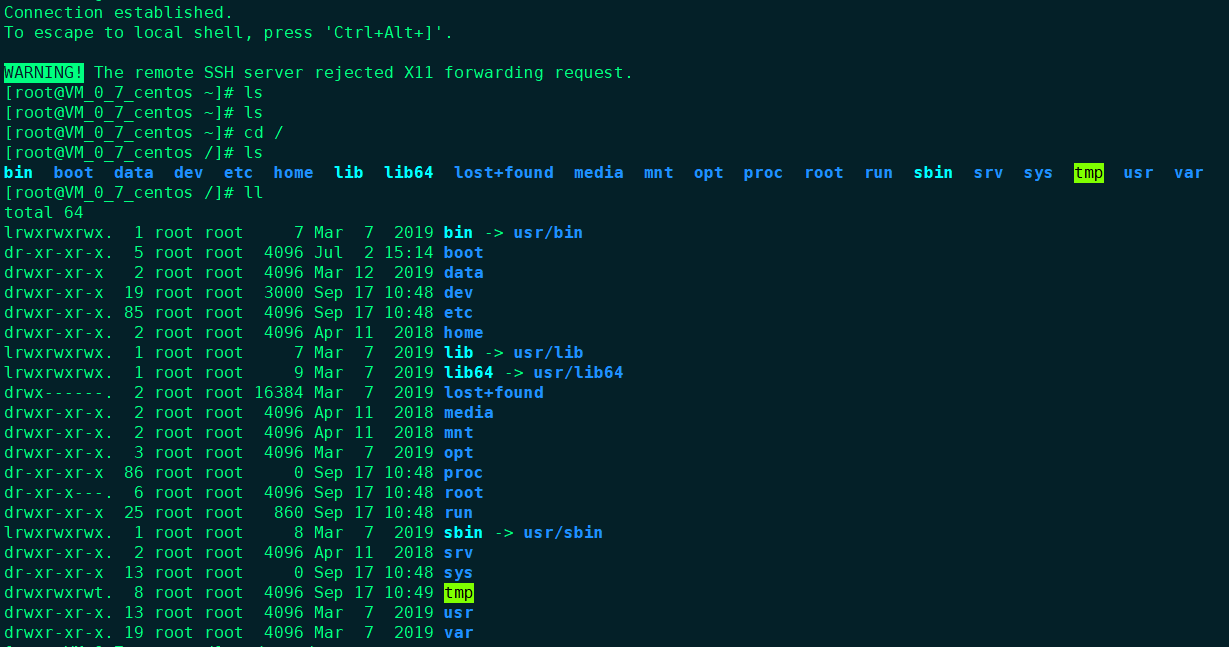 Connection established.
To escape to local shell, press 'Ctrl+Alt+]'.
WARNING! The remote SSH server rejected X11 forwarding request.
[root@VM_0_7_centos ~]# ls
[root@VM_0_7_centos ~]# ls
[root@VM_0_7_centos ~]# cd /
[root@VM_0_7_centos /]# ls
bin  boot  data  dev  etc  home  lib  lib64  lost+found  media  mnt  opt  proc  root  run  sbin  srv  sys  tmp  usr  var
[root@VM_0_7_centos /]# ll
total 64
lrwxrwxrwx.  1 root root     7 Mar  7  2019 bin -> usr/bin
dr-xr-xr-x.  5 root root  4096 Jul  2 15:14 boot
drwxr-xr-x   2 root root  4096 Mar 12  2019 data
drwxr-xr-x  19 root root  3000 Sep 17 10:48 dev
drwxr-xr-x. 85 root root  4096 Sep 17 10:48 etc
drwxr-xr-x.  2 root root  4096 Apr 11  2018 home
lrwxrwxrwx.  1 root root     7 Mar  7  2019 lib -> usr/lib
lrwxrwxrwx.  1 root root     9 Mar  7  2019 lib64 -> usr/lib64
drwx------.  2 root root 16384 Mar  7  2019 lost+found
drwxr-xr-x.  2 root root  4096 Apr 11  2018 media
drwxr-xr-x.  2 root root  4096 Apr 11  2018 mnt
drwxr-xr-x.  3 root root  4096 Mar  7  2019 opt
dr-xr-xr-x  86 root root     0 Sep 17 10:48 proc
dr-xr-x---.  6 root root  4096 Sep 17 10:48 root
drwxr-xr-x  25 root root   860 Sep 17 10:48 run
lrwxrwxrwx.  1 root root     8 Mar  7  2019 sbin -> usr/sbin
drwxr-xr-x.  2 root root  4096 Apr 11  2018 srv
dr-xr-xr-x  13 root root     0 Sep 17 10:48 sys
drwxrwxrwt.  8 root root  4096 Sep 17 10:49 tmp
drwxr-xr-x. 13 root root  4096 Mar  7  2019 usr
drwxr-xr-x. 19 root root  4096 Mar  7  2019 var